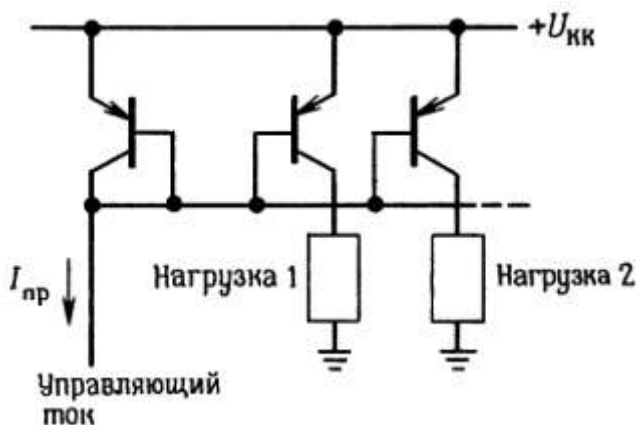 +Uкк
Нагрузка 1
Нагрузка 2
Iпр
Управляющий
ток